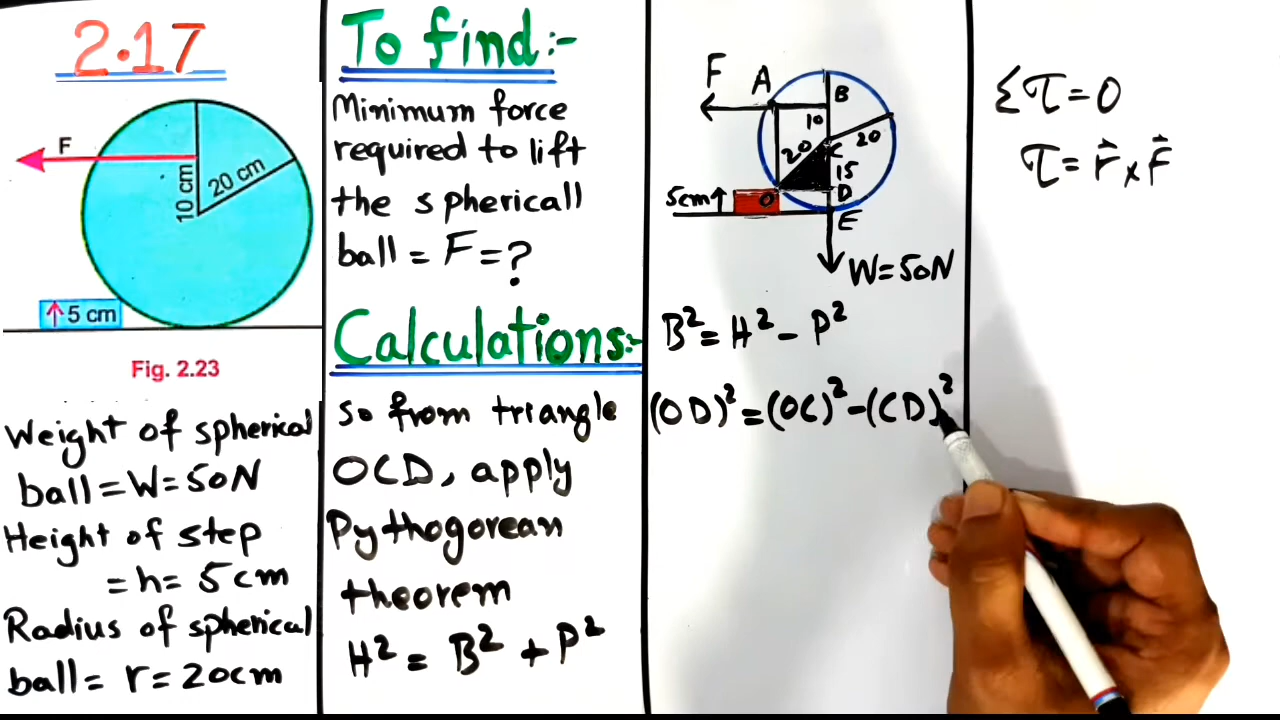 2.17
F
10 cm
20 cm
5 cm
Fig. 2.23
Weight of spherical
ball = W = 50N
Height of step
= h = 5cm
Radius of spherical
ball = r = 20cm
To find:-
Minimum force
required to lift
the sphericall
ball = F = ?
Calculations:-
so from triangle
OCD, apply
Pythogorean
theorem
H² = B² + P²
F
A
B
10
20
20
C
15
5cm
O
D
E
W=50N
B² = H² - P²
(OD)² = (OC)² - (CD)²
Στ = 0
τ = r⃗ × F⃗